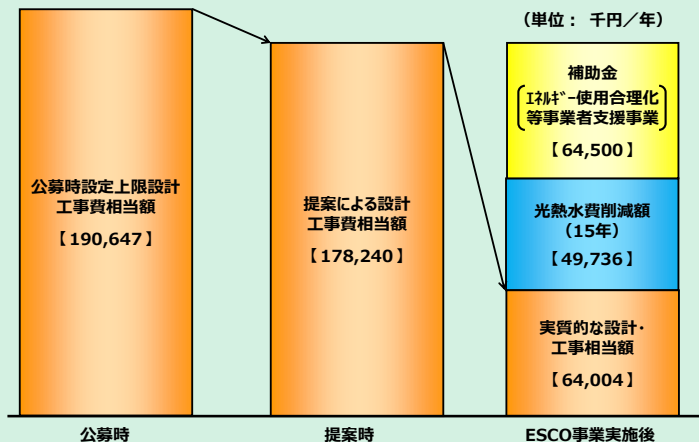 （単位： 千円／年）
公募時設定上限設計
工事費相当額
【190,647】
提案による設計
工事費相当額
【178,240】
補助金
ｴﾈﾙｷﾞｰ使用合理化
等事業者支援事業
【64,500】
光熱水費削減額
（15年）
【49,736】
実質的な設計・
工事相当額
【64,004】
公募時
提案時
ESCO事業実施後